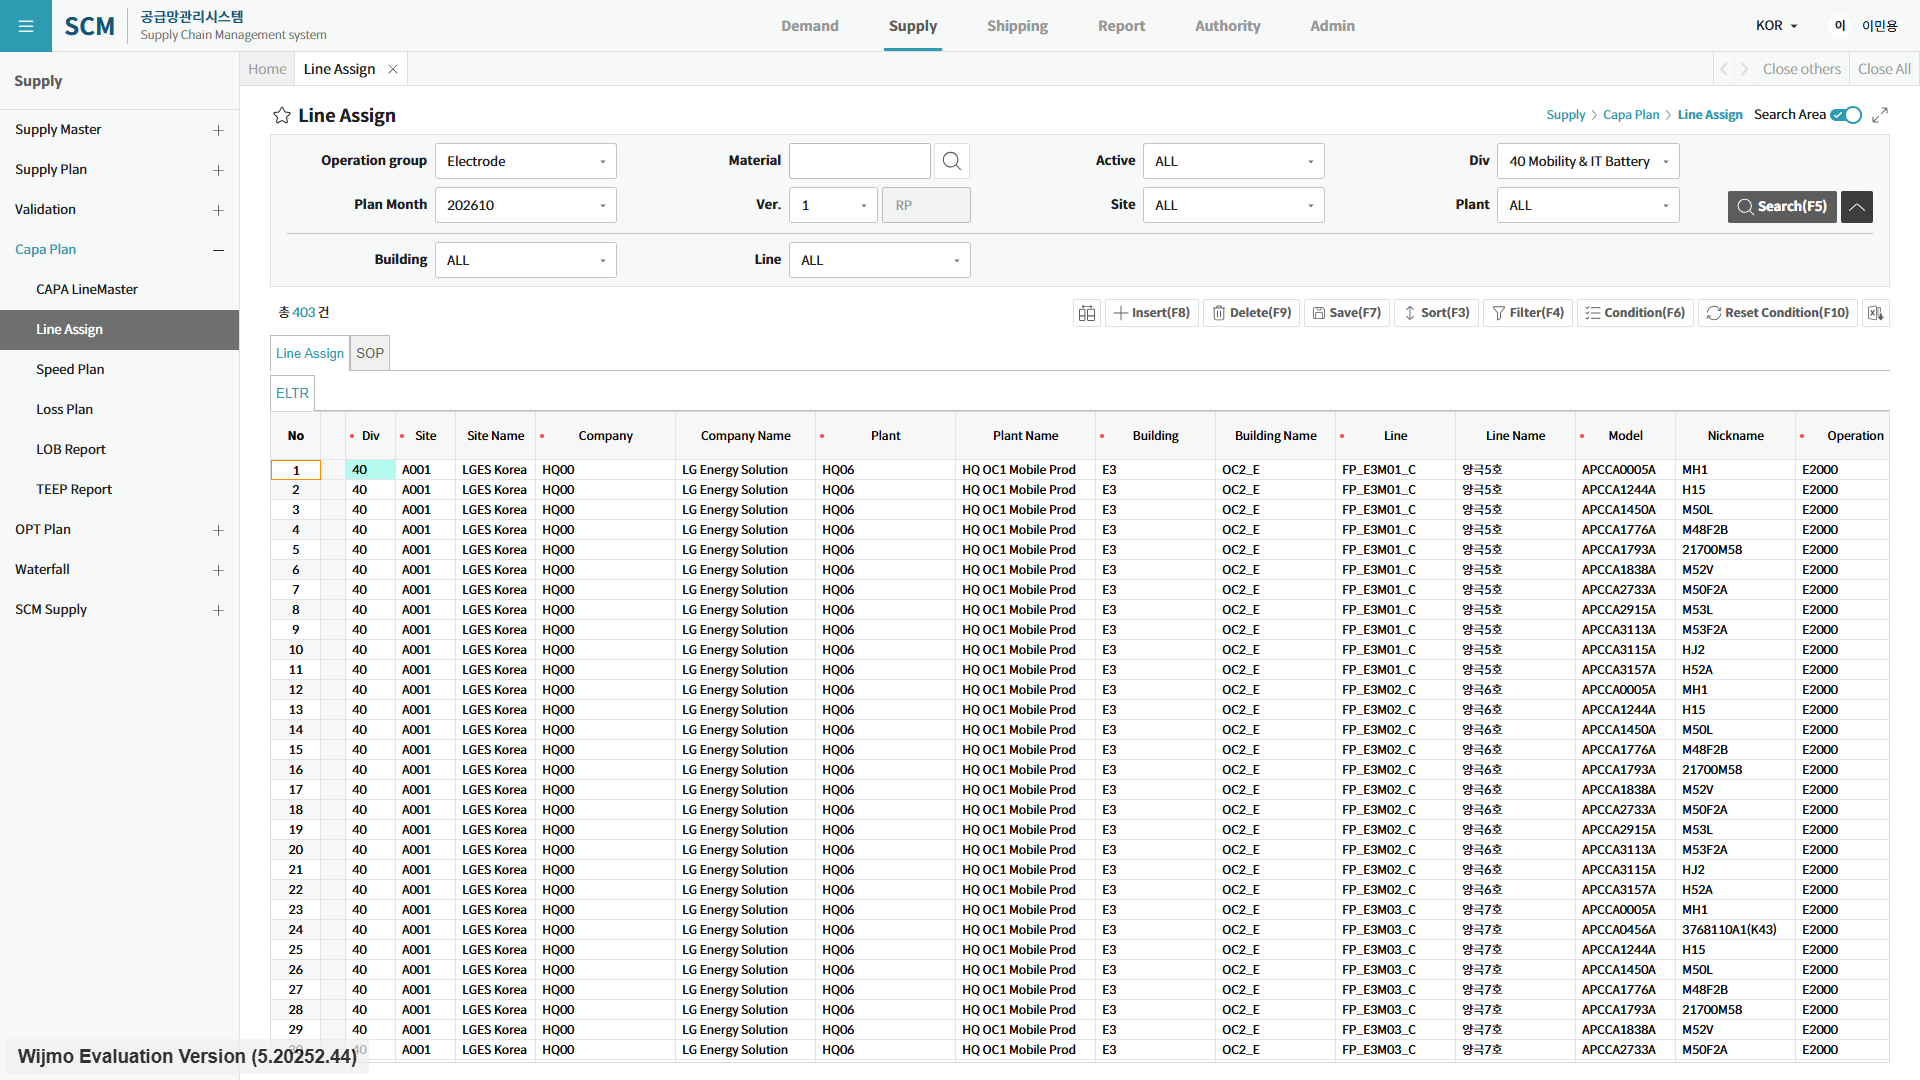 SCM 공급망관리시스템 Supply Chain Management system
Demand Supply Shipping Report Authority Admin
KOR 이 이민용
Supply
Supply Master
Supply Plan
Validation
Capa Plan
CAPA LineMaster
Line Assign
Speed Plan
Loss Plan
LOB Report
TEEP Report
OPT Plan
Waterfall
SCM Supply
Home Line Assign Close others Close All
Line Assign
Supply > Capa Plan > Line Assign Search Area
Operation group Electrode Material Active ALL Div 40 Mobility & IT Battery
Plan Month 202610 Ver. 1 RP Site ALL Plant ALL Search(F5)
Building ALL Line ALL
총 403 건
Insert(F8) Delete(F9) Save(F7) Sort(F3) Filter(F4) Condition(F6) Reset Condition(F10)
Line Assign SOP
ELTR
No Div Site Site Name Company Company Name Plant Plant Name Building Building Name Line Line Name Model Nickname Operation
1 40 A001 LGES Korea HQ00 LG Energy Solution HQ06 HQ OC1 Mobile Prod E3 OC2_E FP_E3M01_C 양극5호 APCCA0005A MH1 E2000
2 40 A001 LGES Korea HQ00 LG Energy Solution HQ06 HQ OC1 Mobile Prod E3 OC2_E FP_E3M01_C 양극5호 APCCA1244A H15 E2000
3 40 A001 LGES Korea HQ00 LG Energy Solution HQ06 HQ OC1 Mobile Prod E3 OC2_E FP_E3M01_C 양극5호 APCCA1450A M50L E2000
4 40 A001 LGES Korea HQ00 LG Energy Solution HQ06 HQ OC1 Mobile Prod E3 OC2_E FP_E3M01_C 양극5호 APCCA1776A M48F2B E2000
5 40 A001 LGES Korea HQ00 LG Energy Solution HQ06 HQ OC1 Mobile Prod E3 OC2_E FP_E3M01_C 양극5호 APCCA1793A 21700M58 E2000
6 40 A001 LGES Korea HQ00 LG Energy Solution HQ06 HQ OC1 Mobile Prod E3 OC2_E FP_E3M01_C 양극5호 APCCA1838A M52V E2000
7 40 A001 LGES Korea HQ00 LG Energy Solution HQ06 HQ OC1 Mobile Prod E3 OC2_E FP_E3M01_C 양극5호 APCCA2733A M50F2A E2000
8 40 A001 LGES Korea HQ00 LG Energy Solution HQ06 HQ OC1 Mobile Prod E3 OC2_E FP_E3M01_C 양극5호 APCCA2915A M53L E2000
9 40 A001 LGES Korea HQ00 LG Energy Solution HQ06 HQ OC1 Mobile Prod E3 OC2_E FP_E3M01_C 양극5호 APCCA3113A M53F2A E2000
10 40 A001 LGES Korea HQ00 LG Energy Solution HQ06 HQ OC1 Mobile Prod E3 OC2_E FP_E3M01_C 양극5호 APCCA3115A HJ2 E2000
11 40 A001 LGES Korea HQ00 LG Energy Solution HQ06 HQ OC1 Mobile Prod E3 OC2_E FP_E3M01_C 양극5호 APCCA3157A H52A E2000
12 40 A001 LGES Korea HQ00 LG Energy Solution HQ06 HQ OC1 Mobile Prod E3 OC2_E FP_E3M02_C 양극6호 APCCA0005A MH1 E2000
13 40 A001 LGES Korea HQ00 LG Energy Solution HQ06 HQ OC1 Mobile Prod E3 OC2_E FP_E3M02_C 양극6호 APCCA1244A H15 E2000
14 40 A001 LGES Korea HQ00 LG Energy Solution HQ06 HQ OC1 Mobile Prod E3 OC2_E FP_E3M02_C 양극6호 APCCA1450A M50L E2000
15 40 A001 LGES Korea HQ00 LG Energy Solution HQ06 HQ OC1 Mobile Prod E3 OC2_E FP_E3M02_C 양극6호 APCCA1776A M48F2B E2000
16 40 A001 LGES Korea HQ00 LG Energy Solution HQ06 HQ OC1 Mobile Prod E3 OC2_E FP_E3M02_C 양극6호 APCCA1793A 21700M58 E2000
17 40 A001 LGES Korea HQ00 LG Energy Solution HQ06 HQ OC1 Mobile Prod E3 OC2_E FP_E3M02_C 양극6호 APCCA1838A M52V E2000
18 40 A001 LGES Korea HQ00 LG Energy Solution HQ06 HQ OC1 Mobile Prod E3 OC2_E FP_E3M02_C 양극6호 APCCA2733A M50F2A E2000
19 40 A001 LGES Korea HQ00 LG Energy Solution HQ06 HQ OC1 Mobile Prod E3 OC2_E FP_E3M02_C 양극6호 APCCA2915A M53L E2000
20 40 A001 LGES Korea HQ00 LG Energy Solution HQ06 HQ OC1 Mobile Prod E3 OC2_E FP_E3M02_C 양극6호 APCCA3113A M53F2A E2000
21 40 A001 LGES Korea HQ00 LG Energy Solution HQ06 HQ OC1 Mobile Prod E3 OC2_E FP_E3M02_C 양극6호 APCCA3115A HJ2 E2000
22 40 A001 LGES Korea HQ00 LG Energy Solution HQ06 HQ OC1 Mobile Prod E3 OC2_E FP_E3M02_C 양극6호 APCCA3157A H52A E2000
23 40 A001 LGES Korea HQ00 LG Energy Solution HQ06 HQ OC1 Mobile Prod E3 OC2_E FP_E3M03_C 양극7호 APCCA0005A MH1 E2000
24 40 A001 LGES Korea HQ00 LG Energy Solution HQ06 HQ OC1 Mobile Prod E3 OC2_E FP_E3M03_C 양극7호 APCCA0456A 3768110A1(K43) E2000
25 40 A001 LGES Korea HQ00 LG Energy Solution HQ06 HQ OC1 Mobile Prod E3 OC2_E FP_E3M03_C 양극7호 APCCA1244A H15 E2000
26 40 A001 LGES Korea HQ00 LG Energy Solution HQ06 HQ OC1 Mobile Prod E3 OC2_E FP_E3M03_C 양극7호 APCCA1450A M50L E2000
27 40 A001 LGES Korea HQ00 LG Energy Solution HQ06 HQ OC1 Mobile Prod E3 OC2_E FP_E3M03_C 양극7호 APCCA1776A M48F2B E2000
28 40 A001 LGES Korea HQ00 LG Energy Solution HQ06 HQ OC1 Mobile Prod E3 OC2_E FP_E3M03_C 양극7호 APCCA1793A 21700M58 E2000
29 40 A001 LGES Korea HQ00 LG Energy Solution HQ06 HQ OC1 Mobile Prod E3 OC2_E FP_E3M03_C 양극7호 APCCA1838A M52V E2000
A001 LGES Korea HQ00 LG Energy Solution HQ06 HQ OC1 Mobile Prod E3 OC2_E FP_E3M03_C 양극7호 APCCA2733A M50F2A E2000
Wijmo Evaluation Version (5.20252.44)